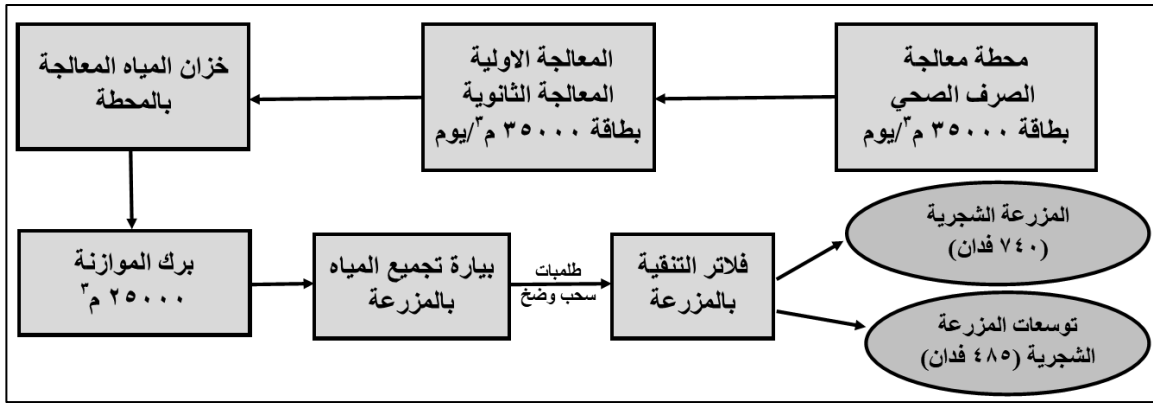 محطة معالجة
الصرف الصحي
بطاقة ٣٥٠٠٠ م٣/يوم
المعالجة الاولية
المعالجة الثانوية
بطاقة ٣٥٠٠٠ م٣/يوم
خزان المياه المعالجة
بالمحطة
برك الموازنة
٢٥٠٠٠ م٣
بيارة تجميع المياه
بالمزرعة
طلمبات
سحب وضخ
فلاتر التنقية
بالمزرعة
المزرعة الشجرية
(٧٤٠ فدان)
توسعات المزرعة
الشجرية (٤٨٥ فدان)